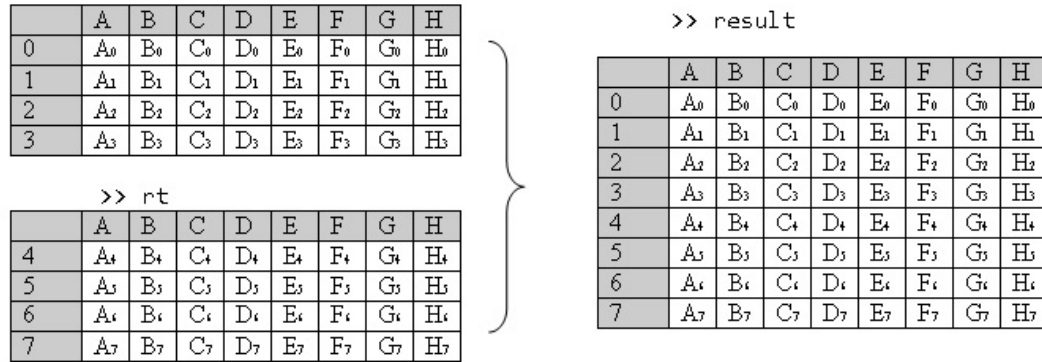 A B C D E F G H
0 A₀ B₀ C₀ D₀ E₀ F₀ G₀ H₀
1 A₁ B₁ C₁ D₁ E₁ F₁ G₁ H₁
2 A₂ B₂ C₂ D₂ E₂ F₂ G₂ H₂
3 A₃ B₃ C₃ D₃ E₃ F₃ G₃ H₃
>> rt
A B C D E F G H
4 A₄ B₄ C₄ D₄ E₄ F₄ G₄ H₄
5 A₅ B₅ C₅ D₅ E₅ F₅ G₅ H₅
6 A₆ B₆ C₆ D₆ E₆ F₆ G₆ H₆
7 A₇ B₇ C₇ D₇ E₇ F₇ G₇ H₇
>> result
A B C D E F G H
0 A₀ B₀ C₀ D₀ E₀ F₀ G₀ H₀
1 A₁ B₁ C₁ D₁ E₁ F₁ G₁ H₁
2 A₂ B₂ C₂ D₂ E₂ F₂ G₂ H₂
3 A₃ B₃ C₃ D₃ E₃ F₃ G₃ H₃
4 A₄ B₄ C₄ D₄ E₄ F₄ G₄ H₄
5 A₅ B₅ C₅ D₅ E₅ F₅ G₅ H₅
6 A₆ B₆ C₆ D₆ E₆ F₆ G₆ H₆
7 A₇ B₇ C₇ D₇ E₇ F₇ G₇ H₇